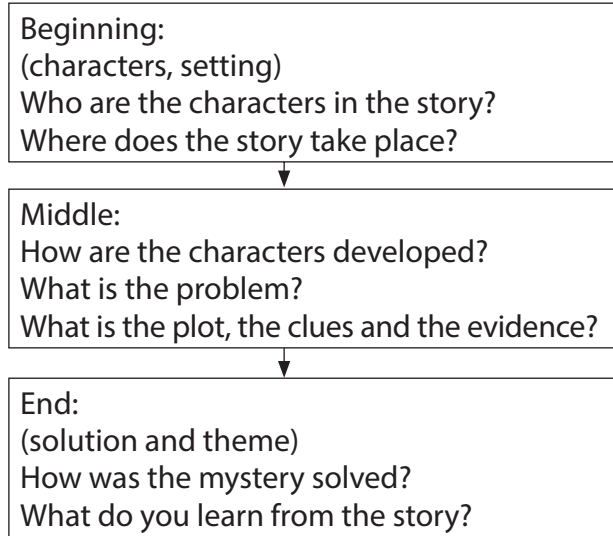 Beginning:
(characters, setting)
Who are the characters in the story?
Where does the story take place?
Middle:
How are the characters developed?
What is the problem?
What is the plot, the clues and the evidence?
End:
(solution and theme)
How was the mystery solved?
What do you learn from the story?